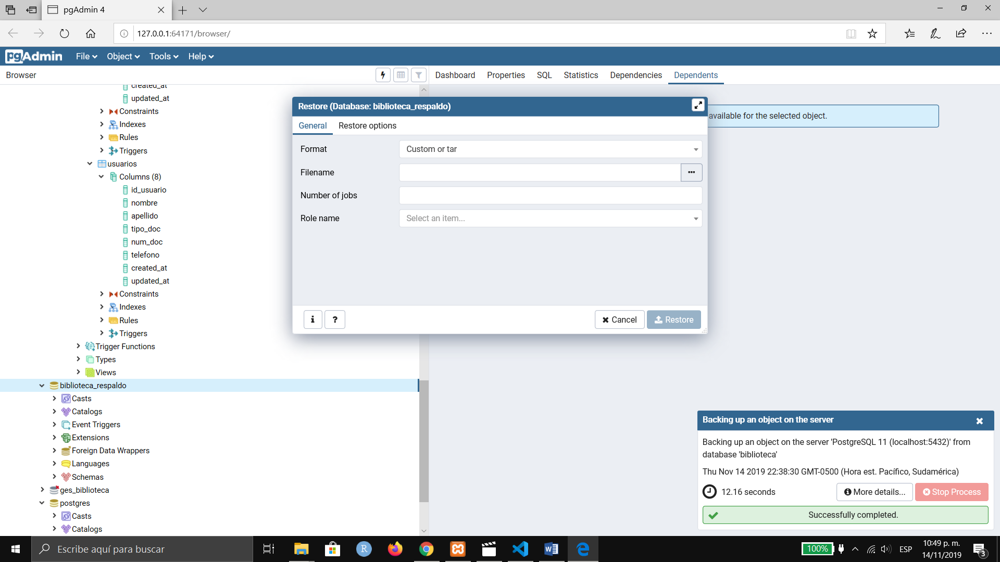 pgAdmin 4
127.0.0.1:64171/browser/
pgAdmin File Object Tools Help
Browser
Dashboard Properties SQL Statistics Dependencies Dependents
created_at
updated_at
Constraints
Indexes
Rules
Triggers
usuarios
Columns (8)
id_usuario
nombre
apellido
tipo_doc
num_doc
telefono
created_at
updated_at
Constraints
Indexes
Rules
Triggers
Trigger Functions
Types
Views
biblioteca_respaldo
Casts
Catalogs
Event Triggers
Extensions
Foreign Data Wrappers
Languages
Schemas
ges_biblioteca
postgres
Casts
Catalogs
available for the selected object.
Restore (Database: biblioteca_respaldo)
General Restore options
Format Custom or tar
Filename
Number of jobs
Role name Select an item...
i ? Cancel Restore
Backing up an object on the server
Backing up an object on the server 'PostgreSQL 11 (localhost:5432)' from
database 'biblioteca'
Thu Nov 14 2019 22:38:30 GMT-0500 (Hora est. Pacífico, Sudamérica)
12.16 seconds More details... Stop Process
Successfully completed.
Escribe aquí para buscar
R
100%
ESP
10:49 p. m.
14/11/2019
3